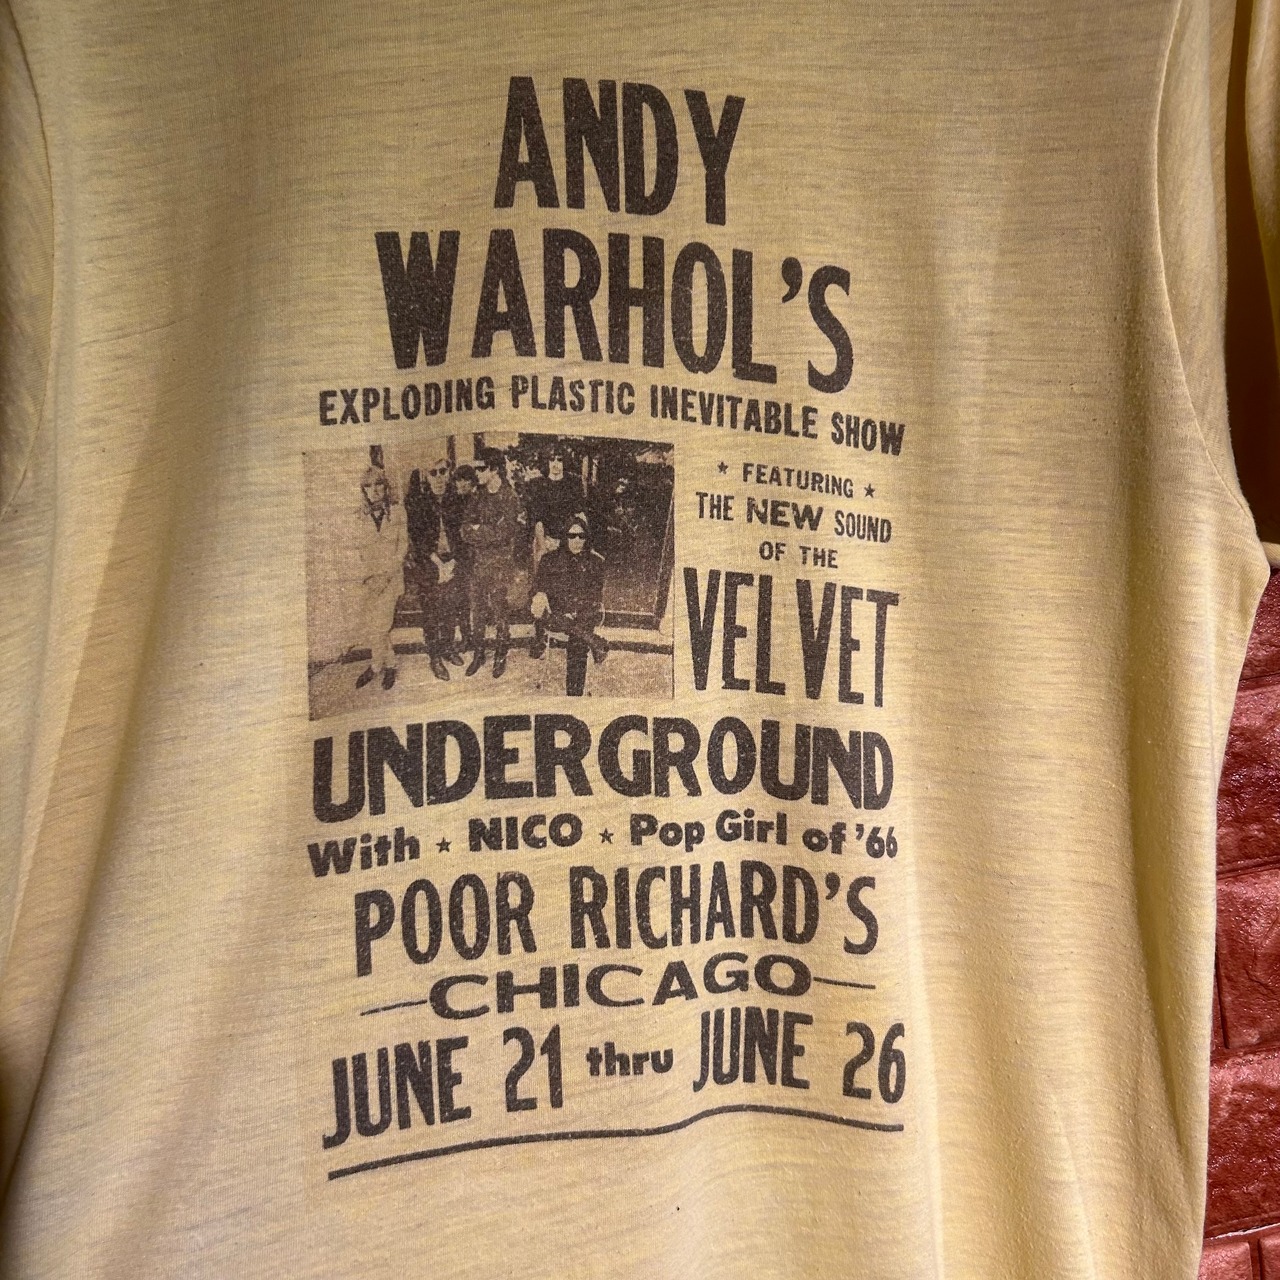 ANDY
WARHOL'S
EXPLODING PLASTIC INEVITABLE SHOW
★ FEATURING ★
THE NEW SOUND
OF THE
VELVET
UNDERGROUND
With ★ NICO ★ Pop Girl of '66
POOR RICHARD'S
—CHICAGO—
JUNE 21 thru JUNE 26